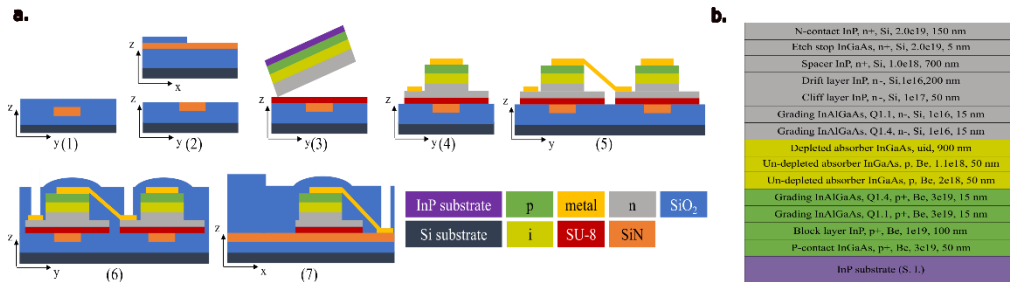 a.
b.
z
x
z
y
(1)
z
y
(2)
z
y
(3)
z
y
(4)
z
y
(5)
z
y
(6)
z
x
(7)
InP substrate
p
metal
n
SiO2
Si substrate
i
SU-8
SiN
N-contact InP, n+, Si, 2.0e19, 150 nm
Etch stop InGaAs, n+, Si, 2.0e19, 5 nm
Spacer InP, n+, Si, 1.0e18, 700 nm
Drift layer InP, n-, Si,1e16,200 nm
Cliff layer InP, n-, Si, 1e17, 50 nm
Grading InAlGaAs, Q1.1, n-, Si, 1e16, 15 nm
Grading InAlGaAs, Q1.4, n-, Si, 1e16, 15 nm
Depleted absorber InGaAs, uid, 900 nm
Un-depleted absorber InGaAs, p, Be, 1.1e18, 50 nm
Un-depleted absorber InGaAs, p, Be, 2e18, 50 nm
Grading InAlGaAs, Q1.4, p+, Be, 3e19, 15 nm
Grading InAlGaAs, Q1.1, p+, Be, 3e19, 15 nm
Block layer InP, p+, Be, 1e19, 100 nm
P-contact InGaAs, p+, Be, 3e19, 50 nm
InP substrate (S. I.)